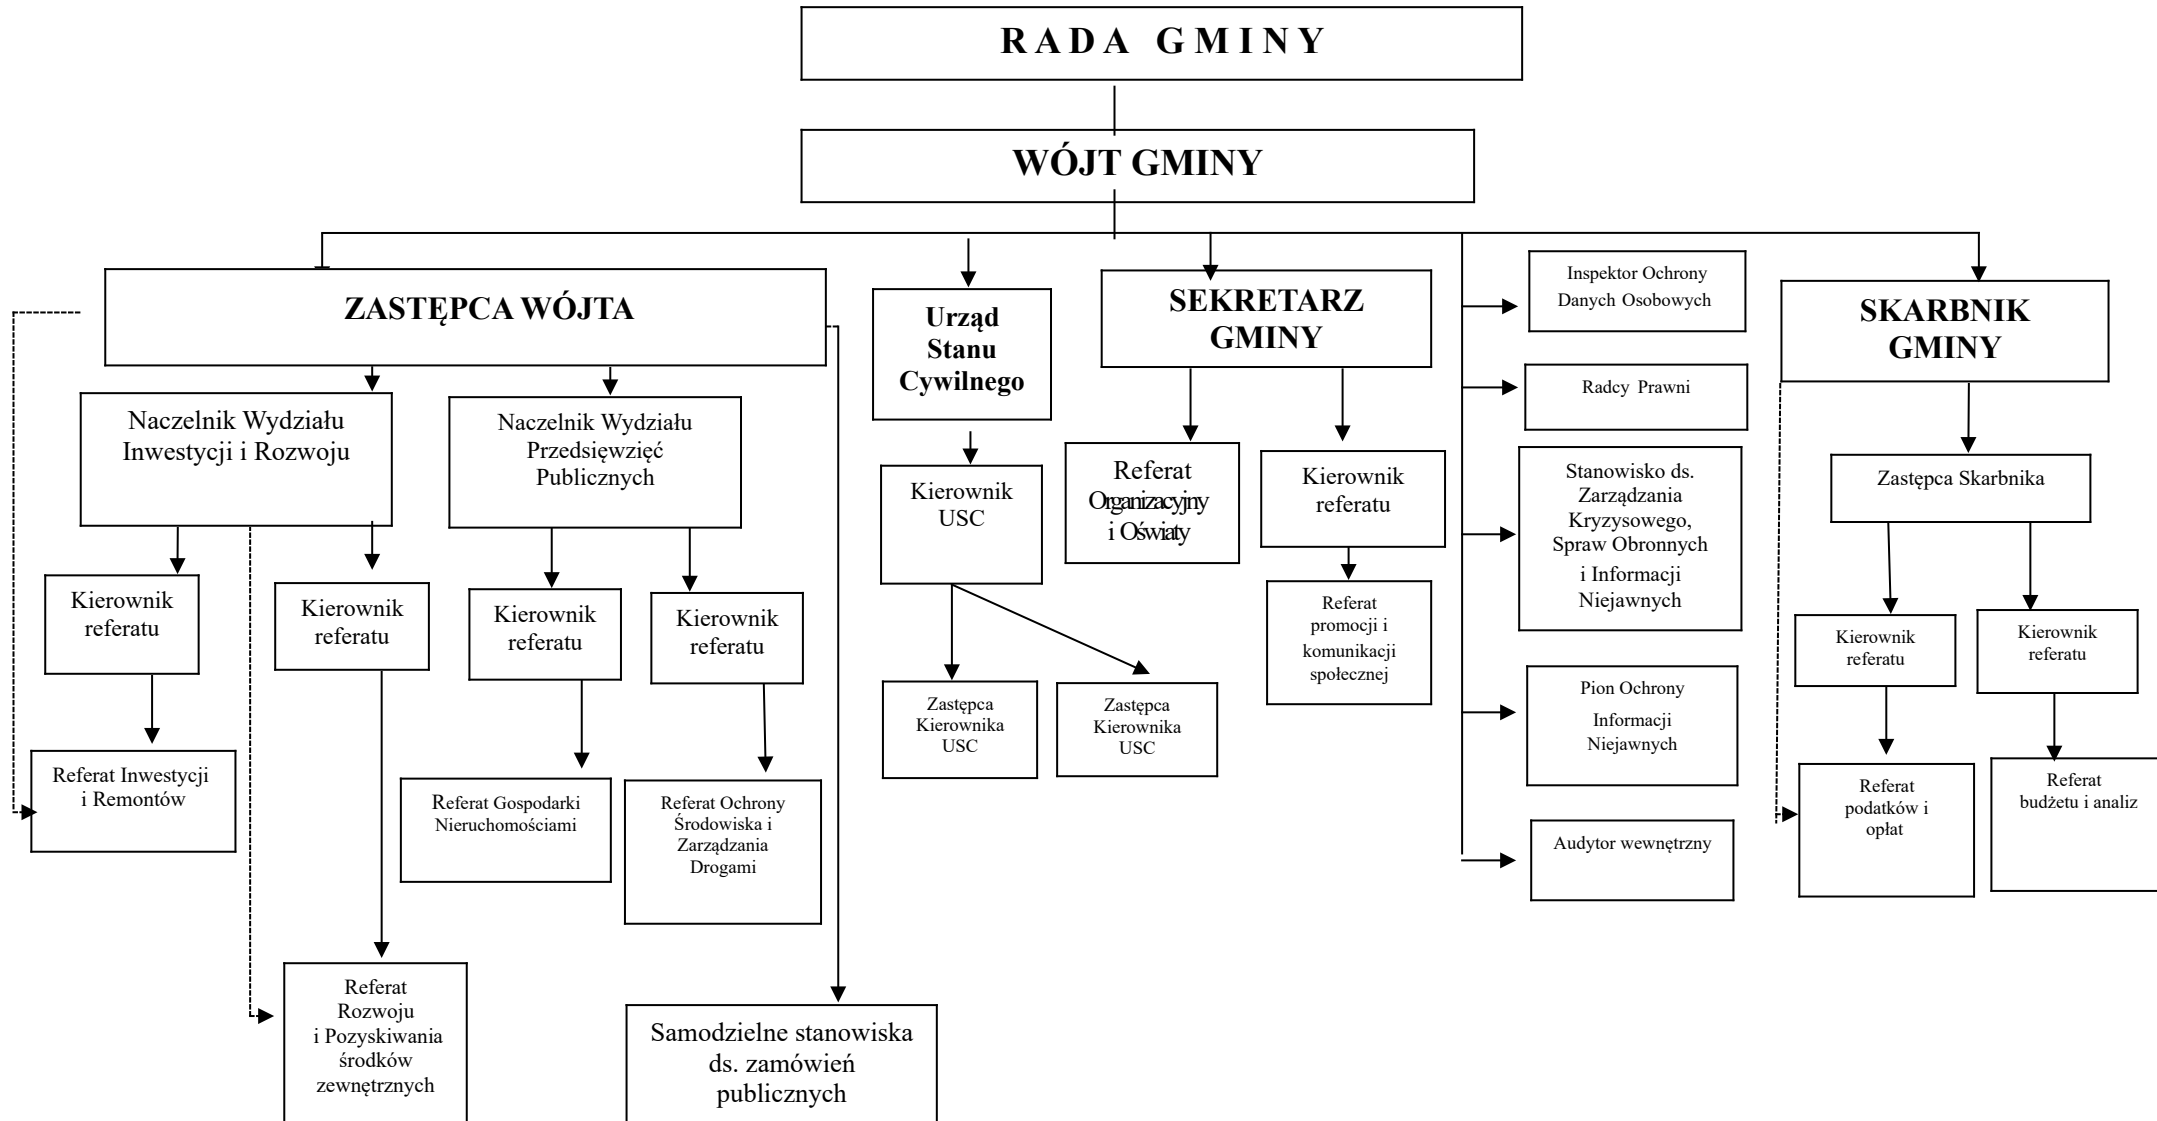 RADA GMINY
WÓJT GMINY
ZASTĘPCA WÓJTA
Urząd
Stanu
Cywilnego
SEKRETARZ
GMINY
Inspektor Ochrony
Danych Osobowych
SKARBNIK
GMINY
Radcy Prawni
Naczelnik Wydziału
Inwestycji i Rozwoju
Naczelnik Wydziału
Przedsięwzięć
Publicznych
Kierownik
USC
Referat
Organizacyjny
i Oświaty
Kierownik
referatu
Stanowisko ds.
Zarządzania
Kryzysowego,
Spraw Obronnych
i Informacji
Niejawnych
Zastępca Skarbnika
Kierownik
referatu
Kierownik
referatu
Kierownik
referatu
Kierownik
referatu
Referat
promocji i
komunikacji
społecznej
Kierownik
referatu
Kierownik
referatu
Zastępca
Kierownika
USC
Zastępca
Kierownika
USC
Pion Ochrony
Informacji
Niejawnych
Referat Inwestycji
i Remontów
Referat Gospodarki
Nieruchomościami
Referat Ochrony
Środowiska i
Zarządzania
Drogami
Audytor wewnętrzny
Referat
podatków i
opłat
Referat
budżetu i analiz
Referat
Rozwoju
i Pozyskiwania
środków
zewnętrznych
Samodzielne stanowiska
ds. zamówień
publicznych